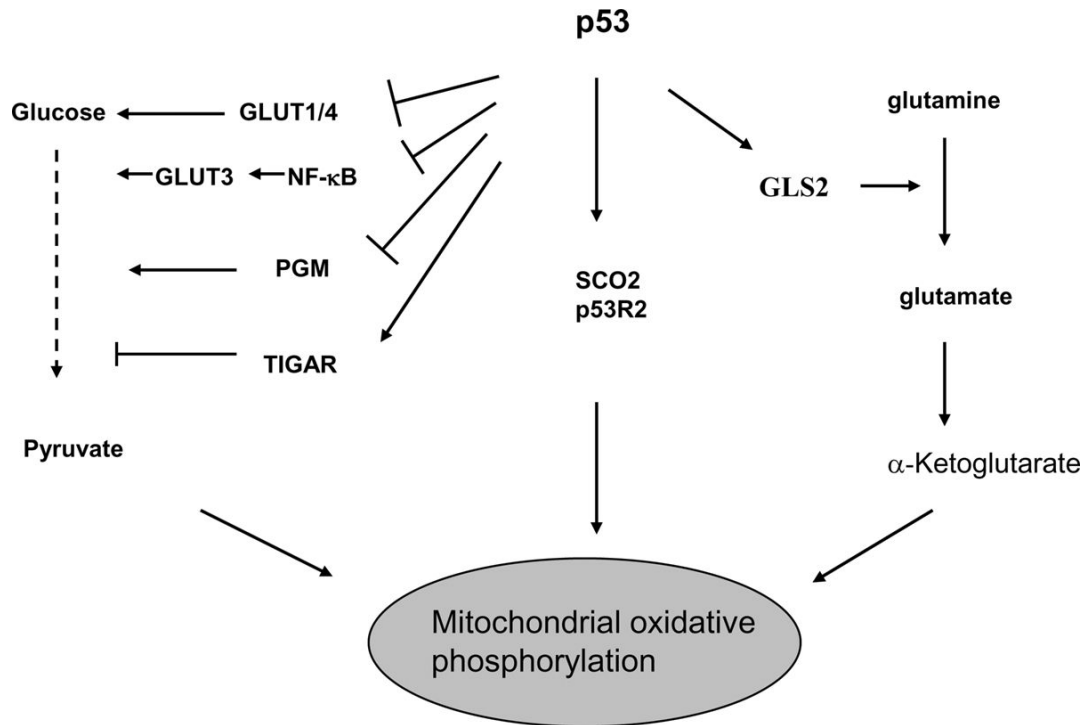 p53
Glucose
GLUT1/4
GLUT3
NF-κB
PGM
TIGAR
Pyruvate
SCO2
p53R2
GLS2
glutamine
glutamate
α-Ketoglutarate
Mitochondrial oxidative
phosphorylation